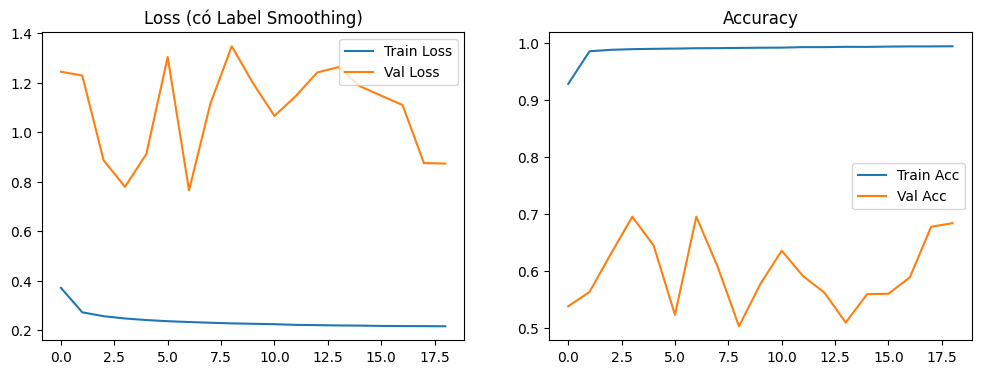 Loss (có Label Smoothing)
1.4
1.2
1.0
0.8
0.6
0.4
0.2
0.0 2.5 5.0 7.5 10.0 12.5 15.0 17.5
Train Loss
Val Loss
Accuracy
1.0
0.9
0.8
0.7
0.6
0.5
0.0 2.5 5.0 7.5 10.0 12.5 15.0 17.5
Train Acc
Val Acc